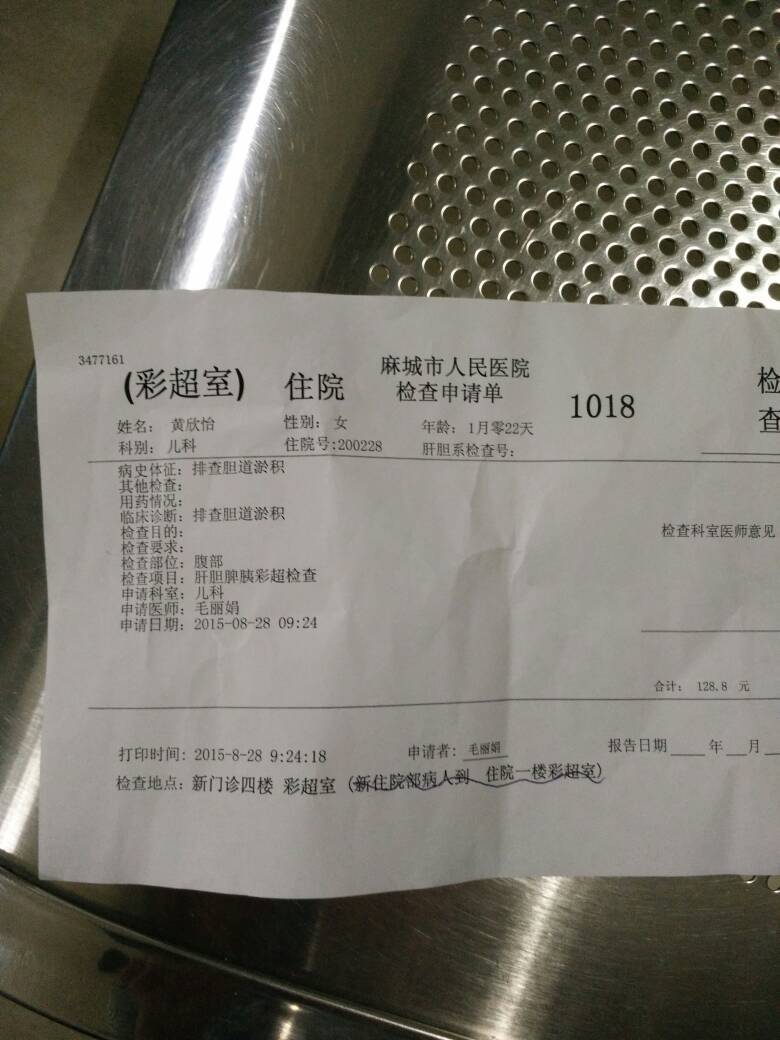 3477161
(彩超室) 住院 麻城市人民医院 1018 检
检查申请单 查
姓名： 黄欣怡 性别： 女 年龄： 1月零22天
科别： 儿科 住院号:200228 肝胆系检查号:
病史体征： 排查胆道淤积
其他检查：
用药情况：
临床诊断： 排查胆道淤积
检查目的： 检查科室医师意见
检查要求：
检查部位： 腹部
检查项目： 肝胆脾胰彩超检查
申请科室： 儿科
申请医师： 毛丽娟
申请日期： 2015-08-28 09:24
合计： 128.8 元
打印时间: 2015-8-28 9:24:18 申请者: 毛丽娟 报告日期____年__月
检查地点: 新门诊四楼 彩超室 (新住院部病人到 住院一楼彩超室)